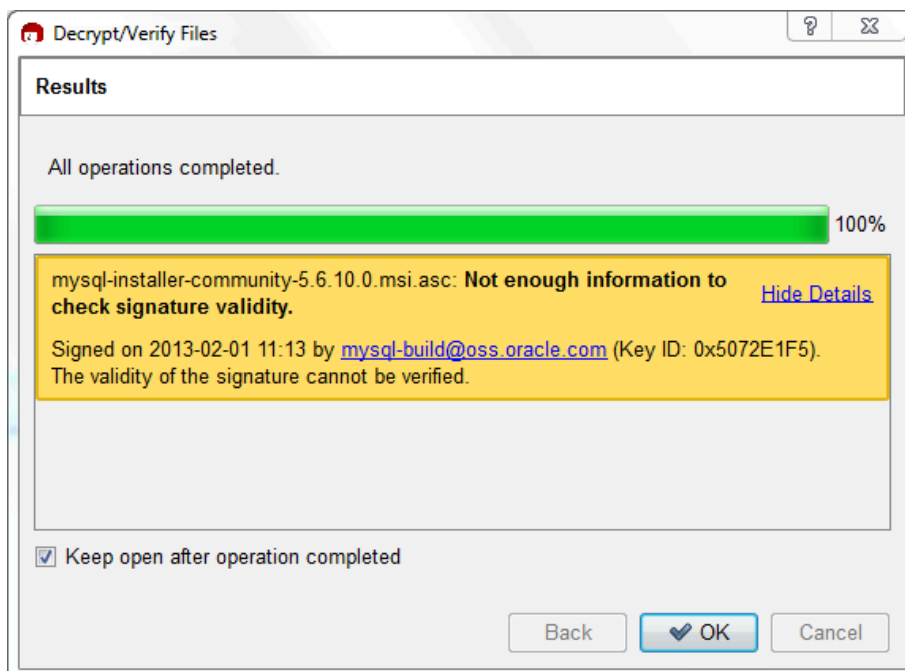 Decrypt/Verify Files
Results
All operations completed.
100%
mysql-installer-community-5.6.10.0.msi.asc: Not enough information to
check signature validity.
Hide Details
Signed on 2013-02-01 11:13 by mysql-build@oss.oracle.com (Key ID: 0x5072E1F5).
The validity of the signature cannot be verified.
Keep open after operation completed
Back
OK
Cancel